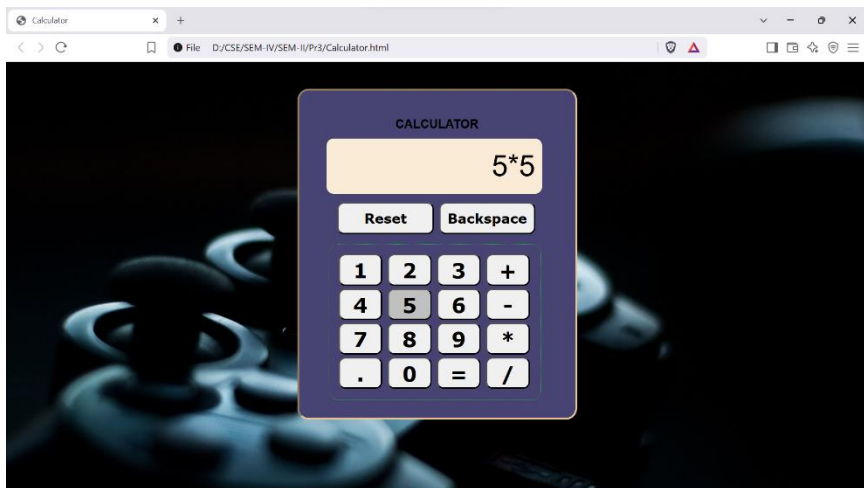 Calculator
File D:/CSE/SEM-IV/SEM-II/Pr3/Calculator.html
CALCULATOR
5*5
Reset Backspace
1 2 3 +
4 5 6 -
7 8 9 *
. 0 = /